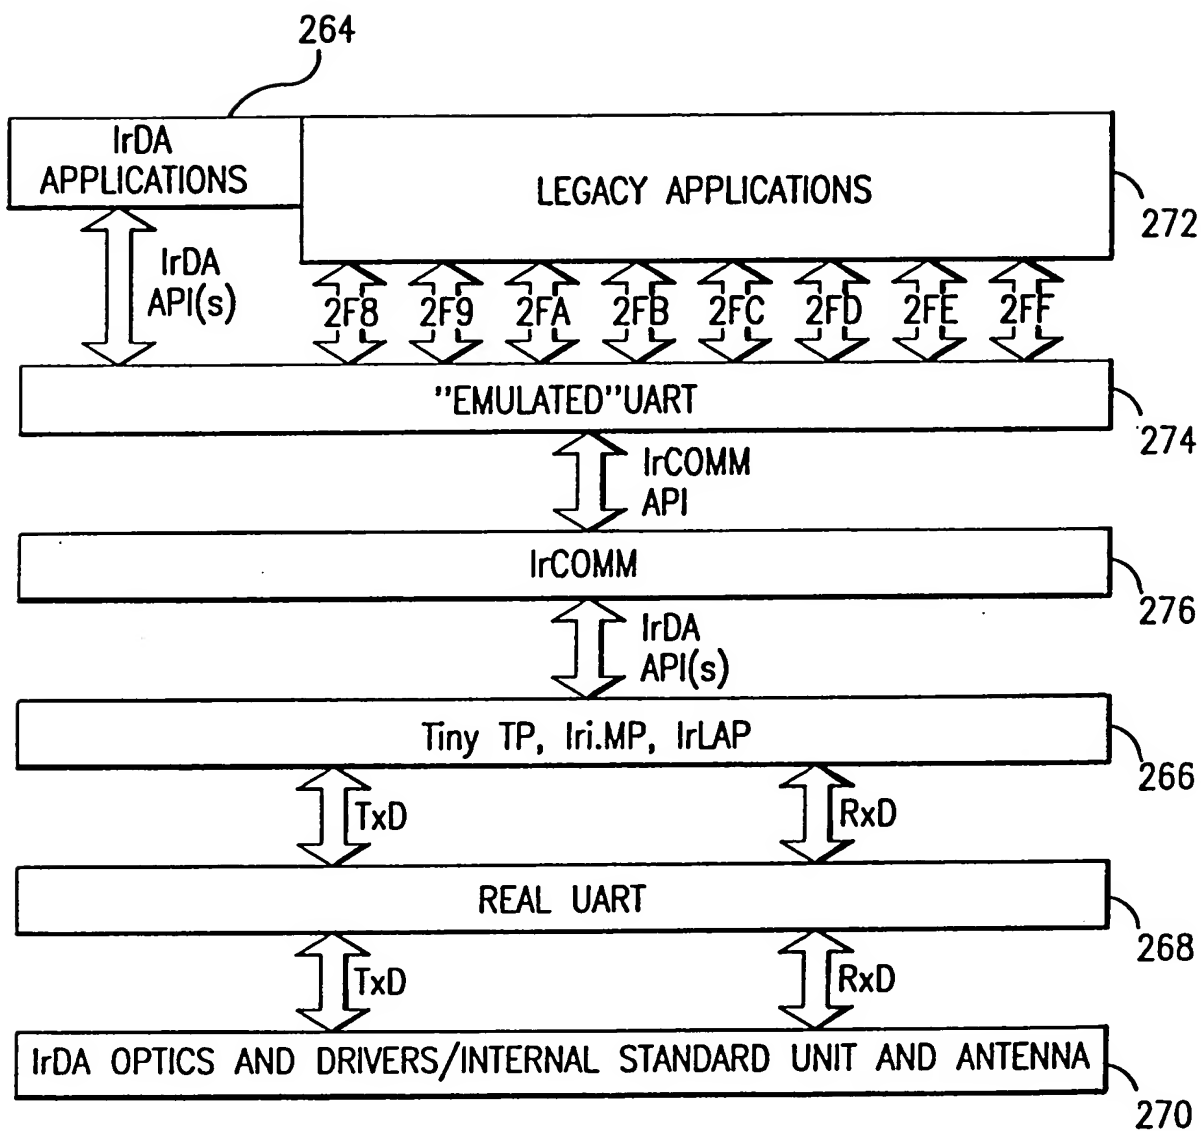 264
IrDA
APPLICATIONS
LEGACY APPLICATIONS
272
IrDA
API(s)
2F8 2F9 2FA 2FB 2FC 2FD 2FE 2FF
"EMULATED"UART
274
IrCOMM
API
IrCOMM
276
IrDA
API(s)
Tiny TP, Iri.MP, IrLAP
266
TxD RxD
REAL UART
268
TxD RxD
IrDA OPTICS AND DRIVERS/INTERNAL STANDARD UNIT AND ANTENNA
270